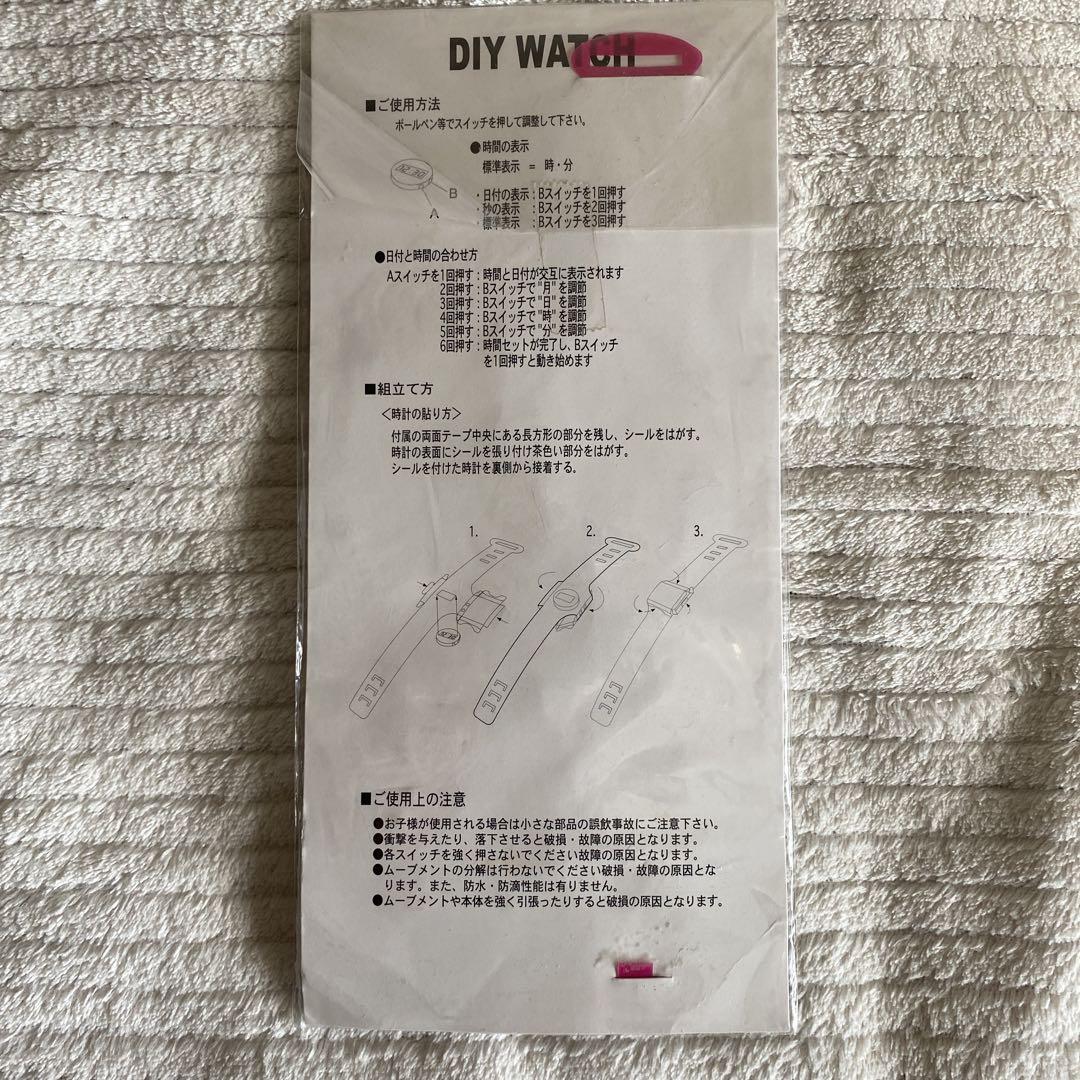 DIY WATCH
■ご使用方法
ボールペン等でスイッチを押して調整して下さい。
●時間の表示
標準表示 = 時・分
12:30
B
A
・日付の表示：Bスイッチを1回押す
・秒の表示　：Bスイッチを2回押す
・標準表示　：Bスイッチを3回押す
●日付と時間の合わせ方
Aスイッチを1回押す：時間と日付が交互に表示されます
2回押す：Bスイッチで"月"を調節
3回押す：Bスイッチで"日"を調節
4回押す：Bスイッチで"時"を調節
5回押す：Bスイッチで"分"を調節
6回押す：時間セットが完了し、Bスイッチ
を1回押すと動き始めます
■組立て方
＜時計の貼り方＞
付属の両面テープ中央にある長方形の部分を残し、シールをはがす。
時計の表面にシールを張り付け茶色い部分をはがす。
シールを付けた時計を裏側から接着する。
1.
2.
3.
12:30
■ご使用上の注意
●お子様が使用される場合は小さな部品の誤飲事故にご注意下さい。
●衝撃を与えたり、落下させると破損・故障の原因となります。
●各スイッチを強く押さないでください故障の原因となります。
●ムーブメントの分解は行わないでください破損・故障の原因とな
ります。また、防水・防滴性能は有りません。
●ムーブメントや本体を強く引張ったりすると破損の原因となります。